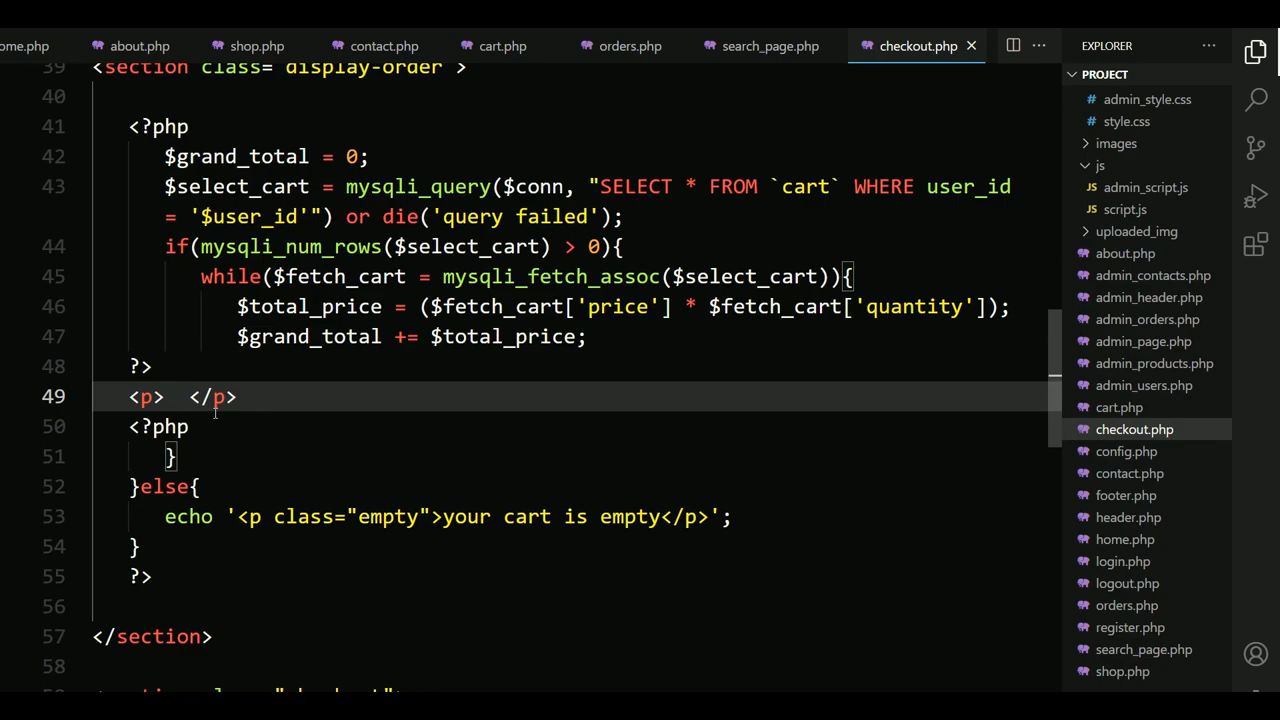 ome.php about.php shop.php contact.php cart.php orders.php search_page.php checkout.php
EXPLORER
PROJECT
39 <section class="display-order">
40
41 <?php
42 $grand_total = 0;
43 $select_cart = mysqli_query($conn, "SELECT * FROM `cart` WHERE user_id
= '$user_id'") or die('query failed');
44 if(mysqli_num_rows($select_cart) > 0){
45 while($fetch_cart = mysqli_fetch_assoc($select_cart)){
46 $total_price = ($fetch_cart['price'] * $fetch_cart['quantity']);
47 $grand_total += $total_price;
48 ?>
49 <p> </p>
50 <?php
51 }
52 }else{
53 echo '<p class="empty">your cart is empty</p>';
54 }
55 ?>
56
57 </section>
58
admin_style.css
style.css
images
js
admin_script.js
script.js
uploaded_img
about.php
admin_contacts.php
admin_header.php
admin_orders.php
admin_page.php
admin_products.php
admin_users.php
cart.php
checkout.php
config.php
contact.php
footer.php
header.php
home.php
login.php
logout.php
orders.php
register.php
search_page.php
shop.php